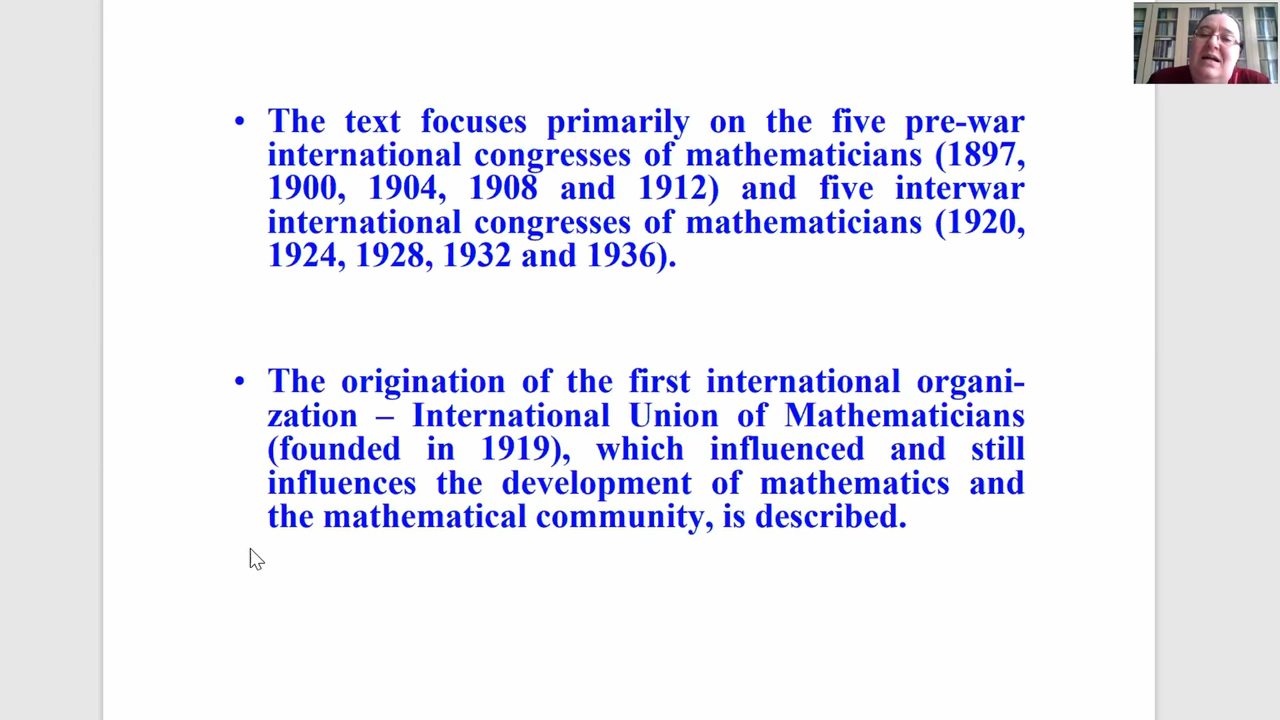 • The text focuses primarily on the five pre-war
international congresses of mathematicians (1897,
1900, 1904, 1908 and 1912) and five interwar
international congresses of mathematicians (1920,
1924, 1928, 1932 and 1936).
• The origination of the first international organi-
zation – International Union of Mathematicians
(founded in 1919), which influenced and still
influences the development of mathematics and
the mathematical community, is described.